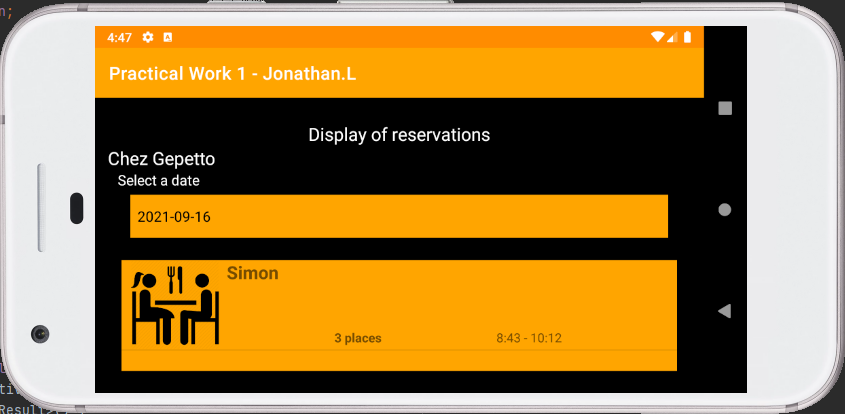 n;
4:47
Practical Work 1 - Jonathan.L
Display of reservations
Chez Gepetto
Select a date
2021-09-16
Simon
3 places
8:43 - 10:12